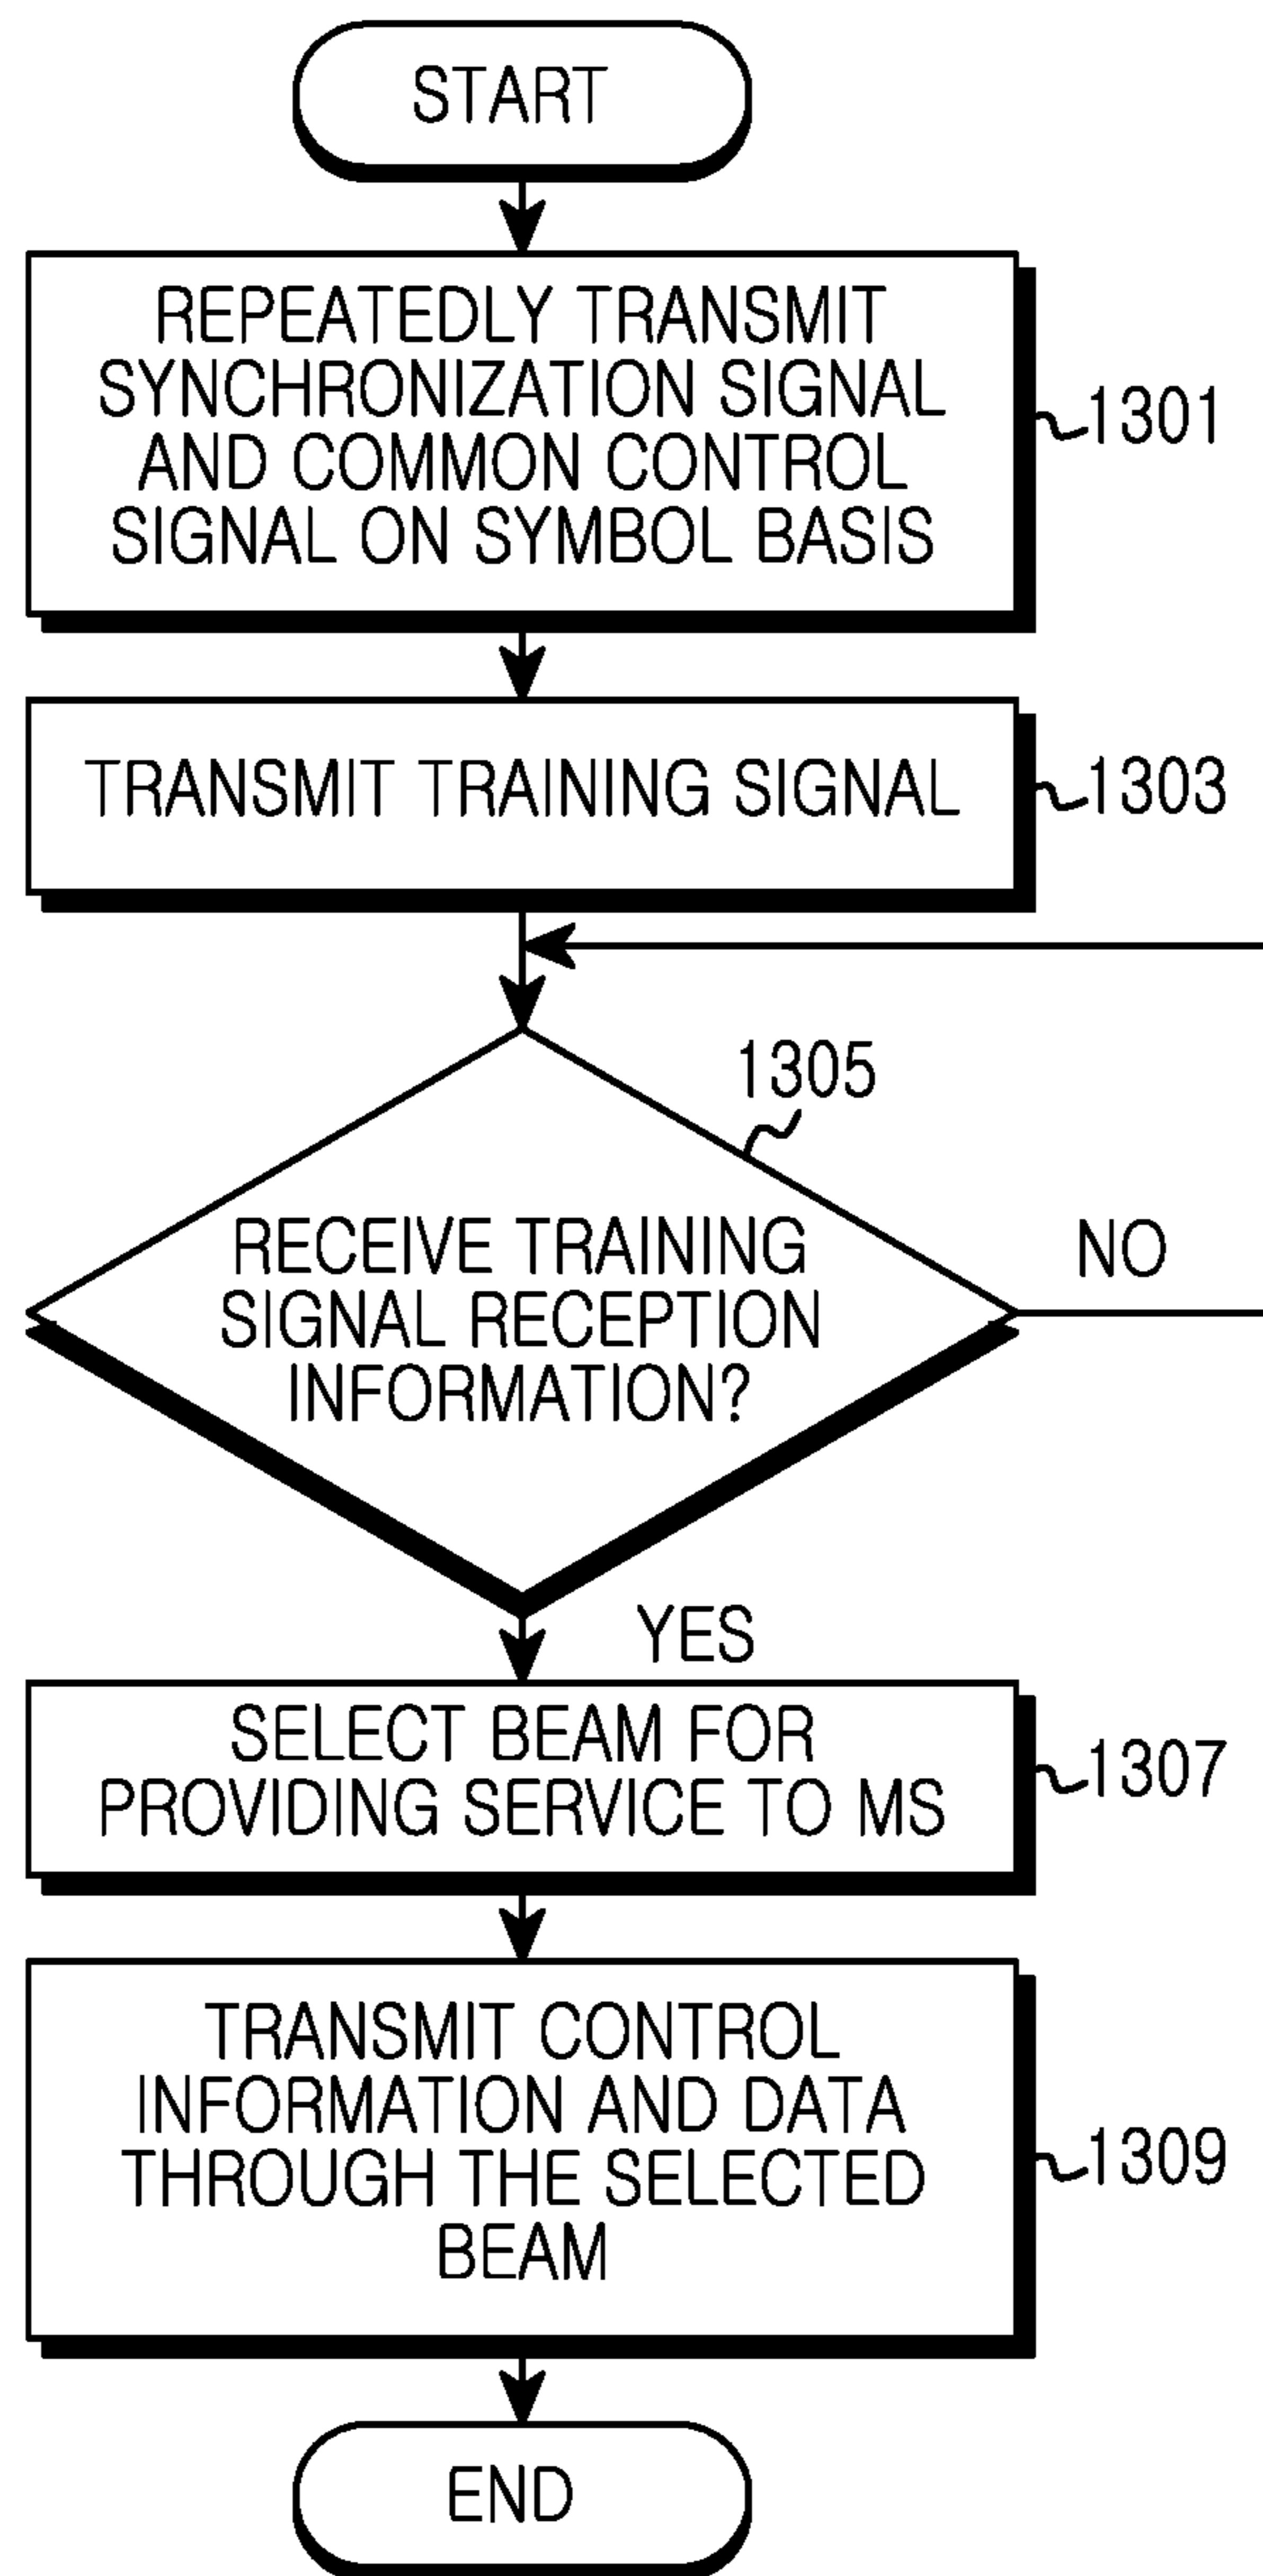 START
REPEATEDLY TRANSMIT
SYNCHRONIZATION SIGNAL
AND COMMON CONTROL
SIGNAL ON SYMBOL BASIS
1301
TRANSMIT TRAINING SIGNAL
1303
1305
RECEIVE TRAINING
SIGNAL RECEPTION
INFORMATION?
NO
YES
SELECT BEAM FOR
PROVIDING SERVICE TO MS
1307
TRANSMIT CONTROL
INFORMATION AND DATA
THROUGH THE SELECTED
BEAM
1309
END